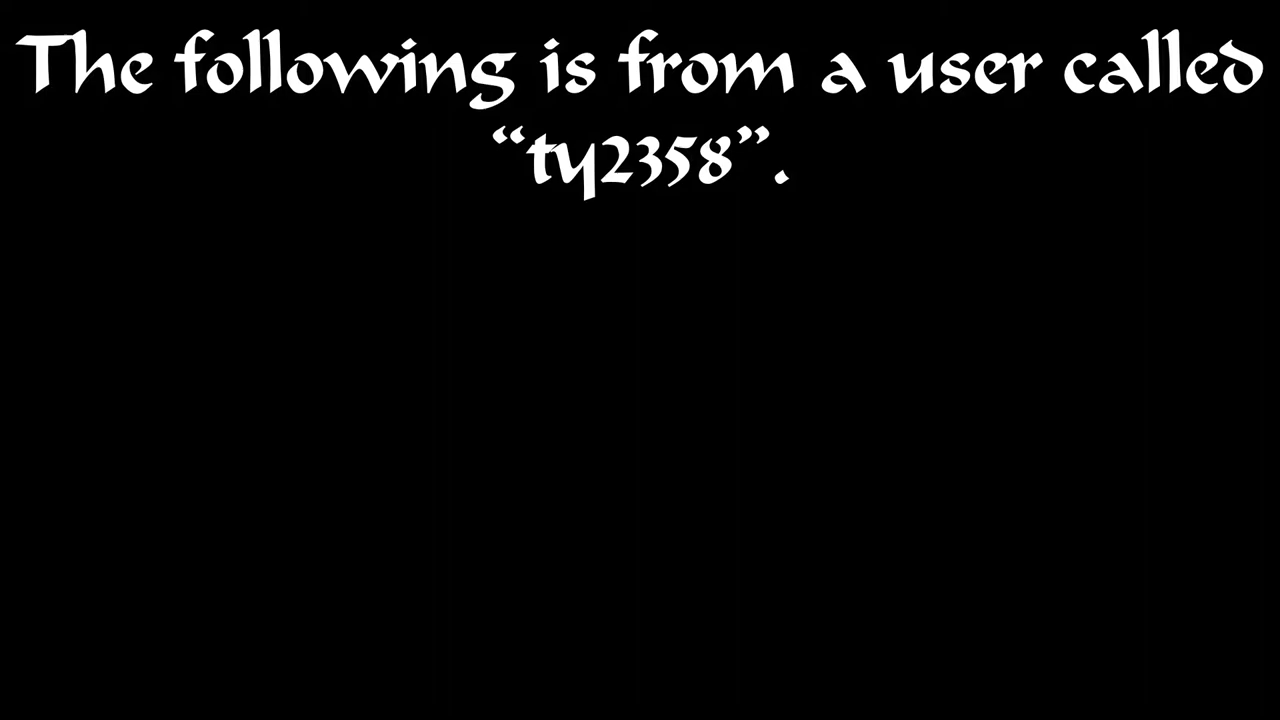 The following is from a user called
“ty2358”.